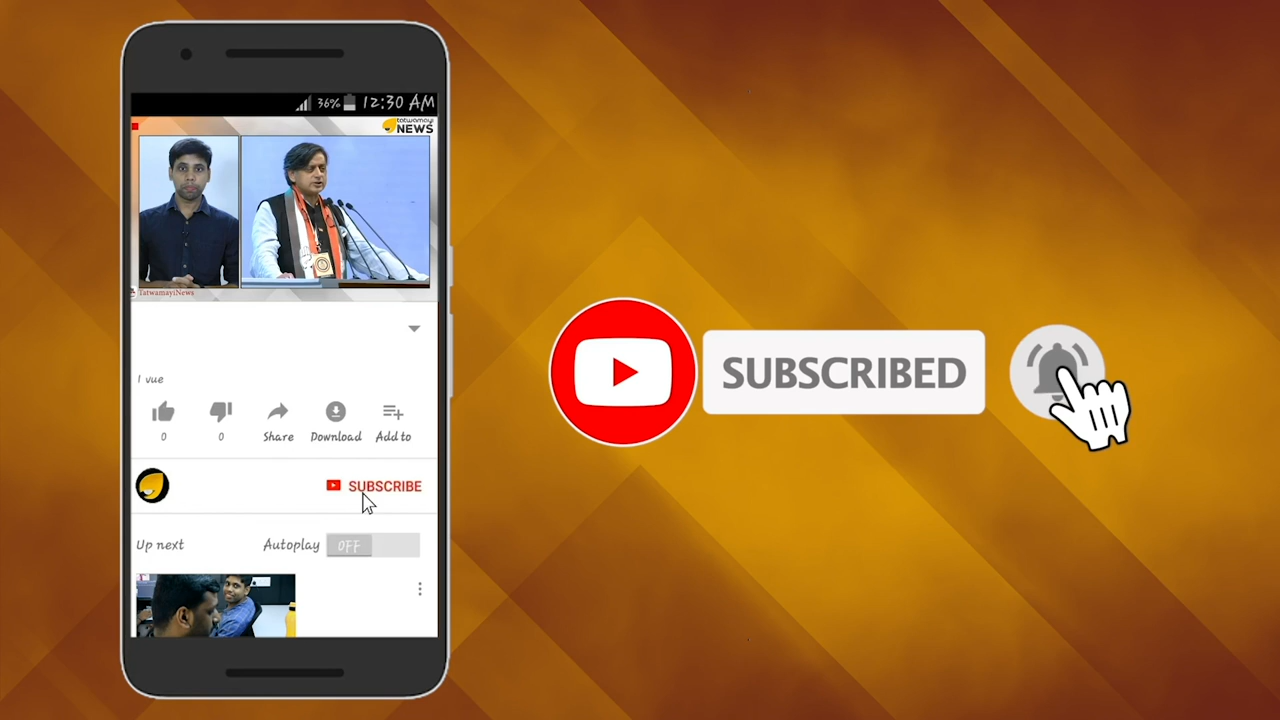 36% 12:30 AM
tatwamayi
NEWS
TatwamayiNews
1 vue
0 0 Share Download Add to
SUBSCRIBE
Up next Autoplay OFF
SUBSCRIBED